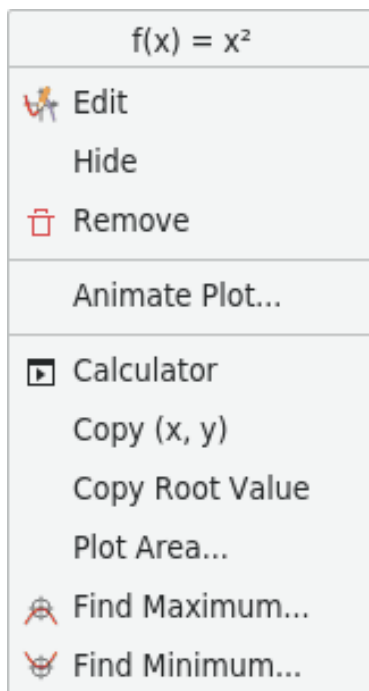 f(x) = x²
Edit
Hide
Remove
Animate Plot...
Calculator
Copy (x, y)
Copy Root Value
Plot Area...
Find Maximum...
Find Minimum...